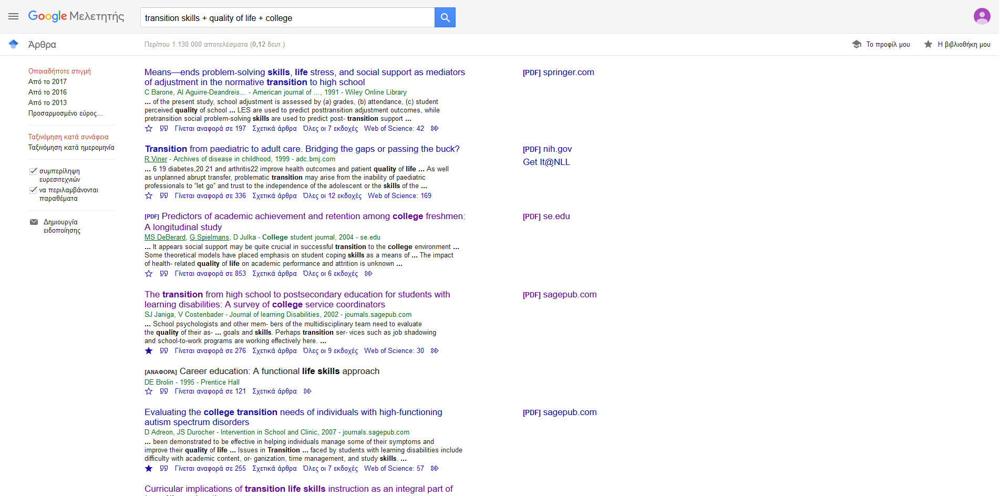 Google Μελετητής
transition skills + quality of life + college
Άρθρα
Περίπου 1.130.000 αποτελέσματα (0,12 δευτ.)
Το προφίλ μου
Η βιβλιοθήκη μου
Οποιαδήποτε στιγμή
Από το 2017
Από το 2016
Από το 2013
Προσαρμοσμένο εύρος...
Ταξινόμηση κατά συνάφεια
Ταξινόμηση κατά ημερομηνία
συμπερίληψη
ευρεσιτεχνιών
να περιλαμβάνονται
παραθέματα
Δημιουργία
ειδοποίησης
Means—ends problem-solving skills, life stress, and social support as mediators
of adjustment in the normative transition to high school
[PDF] springer.com
C Barone, AI Aguirre-Deandreis… - American journal of …, 1991 - Wiley Online Library
... of the present study, school adjustment is assessed by (a) grades, (b) attendance, (c) student
perceived quality of school ... LES are used to predict posttransition adjustment outcomes, while
pretransition social problem-solving skills are used to predict post- transition support ...
Γίνεται αναφορά σε 197 Σχετικά άρθρα Όλες οι 7 εκδοχές Web of Science: 42
Transition from paediatric to adult care. Bridging the gaps or passing the buck?
[PDF] nih.gov
Get It@NLL
R Viner - Archives of disease in childhood, 1999 - adc.bmj.com
... 6 19 diabetes,20 21 and arthritis22 improve health outcomes and patient quality of life ... As well
as unplanned abrupt transfer, problematic transition may arise from the inability of paediatric
professionals to “let go” and trust to the independence of the adolescent or the skills of the ...
Γίνεται αναφορά σε 336 Σχετικά άρθρα Όλες οι 12 εκδοχές Web of Science: 169
[PDF] Predictors of academic achievement and retention among college freshmen:
A longitudinal study
[PDF] se.edu
MS DeBerard, G Spielmans, D Julka - College student journal, 2004 - se.edu
... It appears social support may be quite crucial in successful transition to the college environment ...
Some theoretical models have placed emphasis on student coping skills as a means of ... The impact
of health- related quality of life on academic performance and attrition is unknown ...
Γίνεται αναφορά σε 853 Σχετικά άρθρα Όλες οι 6 εκδοχές
The transition from high school to postsecondary education for students with
learning disabilities: A survey of college service coordinators
[PDF] sagepub.com
SJ Janiga, V Costenbader - Journal of learning Disabilities, 2002 - journals.sagepub.com
... School psychologists and other mem- bers of the multidisciplinary team need to evaluate
the quality of their as- ... goals and skills. Perhaps transition ser- vices such as job shadowing
and school-to-work programs are working effectively here. ...
Γίνεται αναφορά σε 276 Σχετικά άρθρα Όλες οι 9 εκδοχές Web of Science: 30
[ΑΝΑΦΟΡΑ] Career education: A functional life skills approach
DE Brolin - 1995 - Prentice Hall
Γίνεται αναφορά σε 121 Σχετικά άρθρα
Evaluating the college transition needs of individuals with high-functioning
autism spectrum disorders
[PDF] sagepub.com
D Adreon, JS Durocher - Intervention in School and Clinic, 2007 - journals.sagepub.com
... been demonstrated to be effective in helping individuals manage some of their symptoms and
improve their quality of life ... Issues in Transition ... faced by students with learning disabilities include
difficulty with academic content, or- ganization, time management, and study skills. ...
Γίνεται αναφορά σε 255 Σχετικά άρθρα Όλες οι 7 εκδοχές Web of Science: 57
Curricular implications of transition life skills instruction as an integral part of